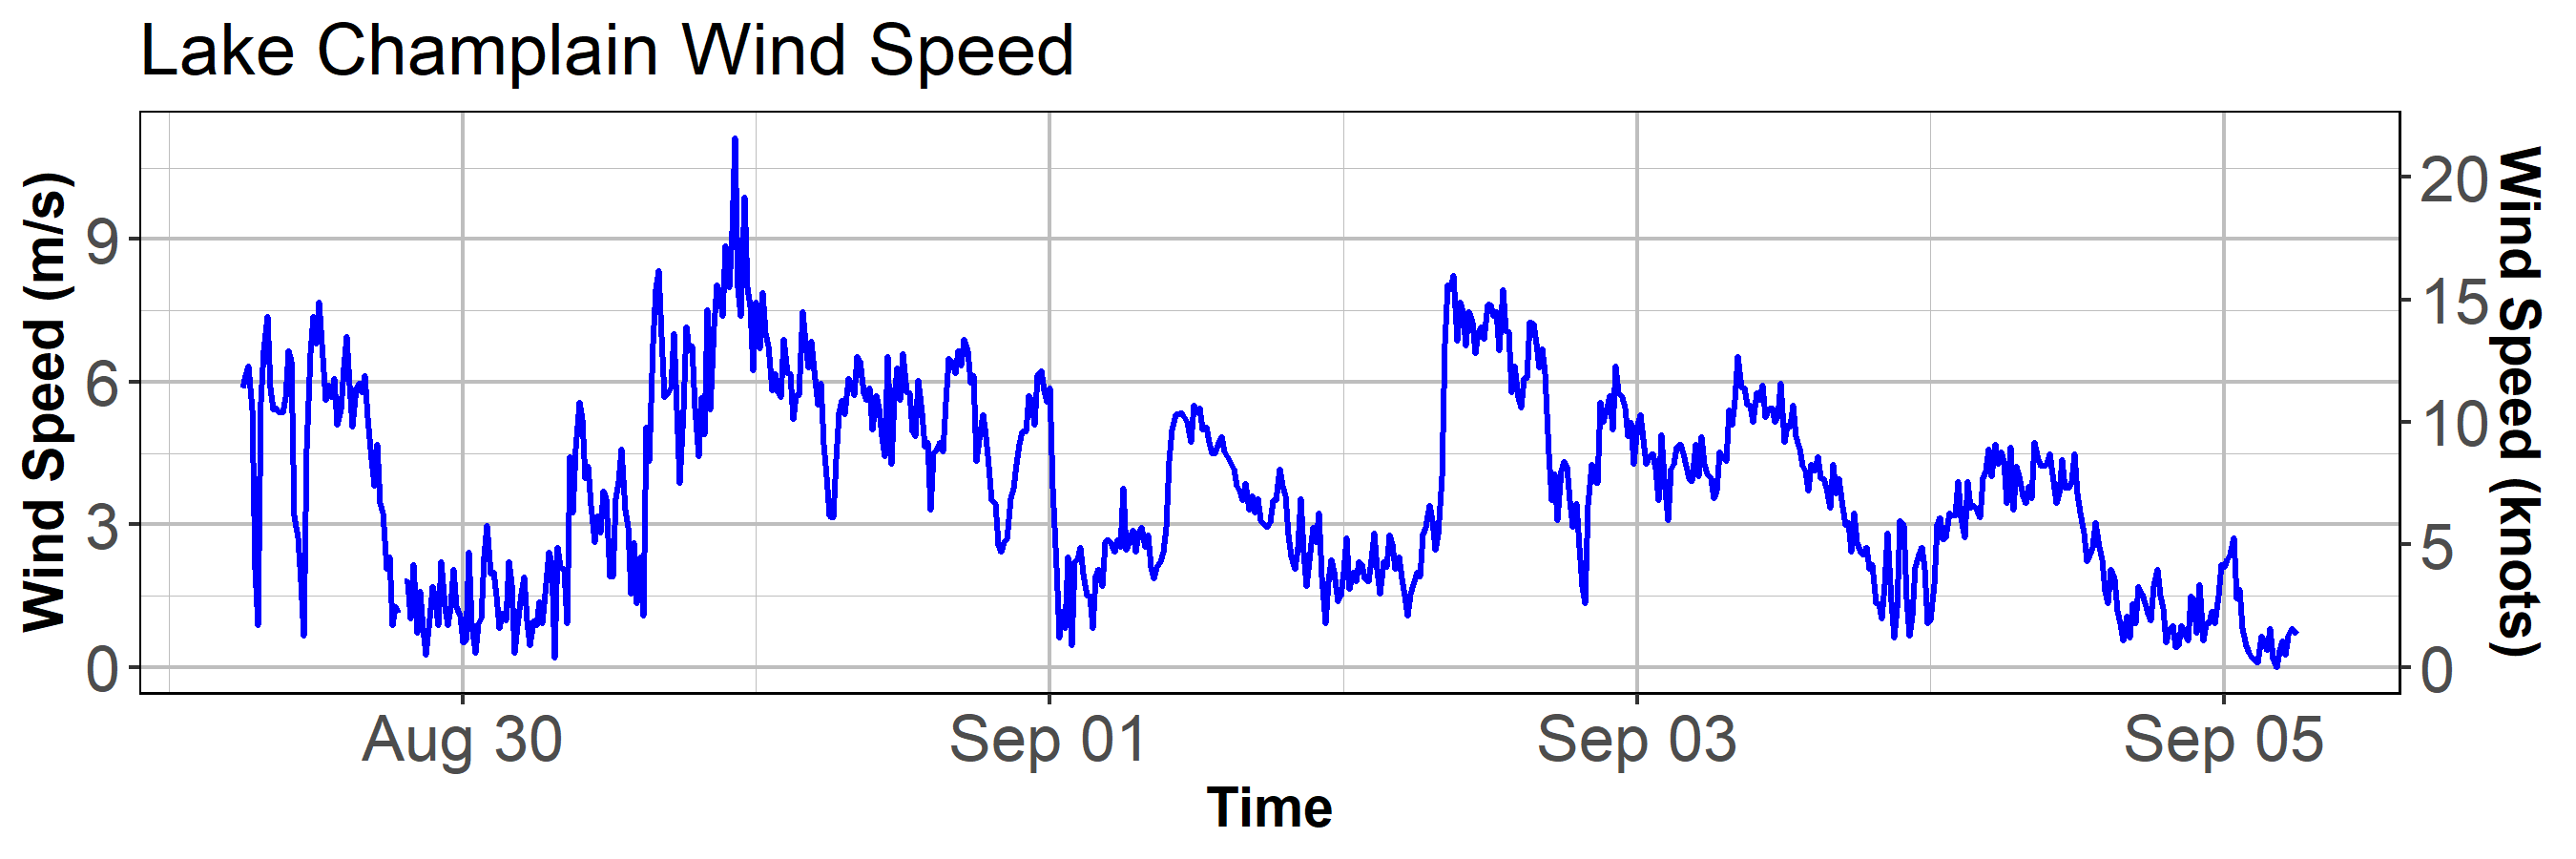 Lake Champlain Wind Speed
Wind Speed (m/s)
9
6
3
0
20
15
10
5
0
Wind Speed (knots)
Aug 30
Sep 01
Sep 03
Sep 05
Time